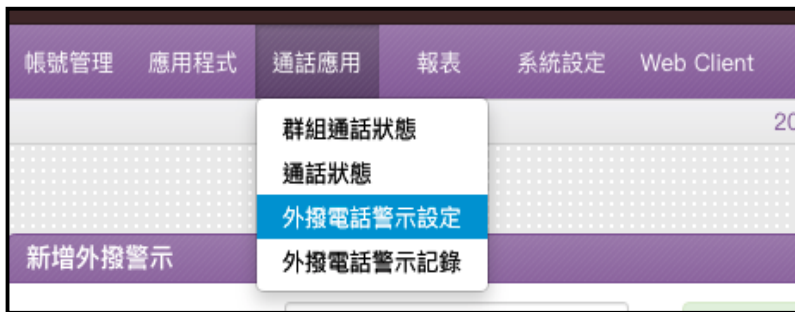 帳號管理 應用程式 通話應用 報表 系統設定 Web Client
群組通話狀態
20
通話狀態
外撥電話警示設定
新增外撥警示
外撥電話警示記錄